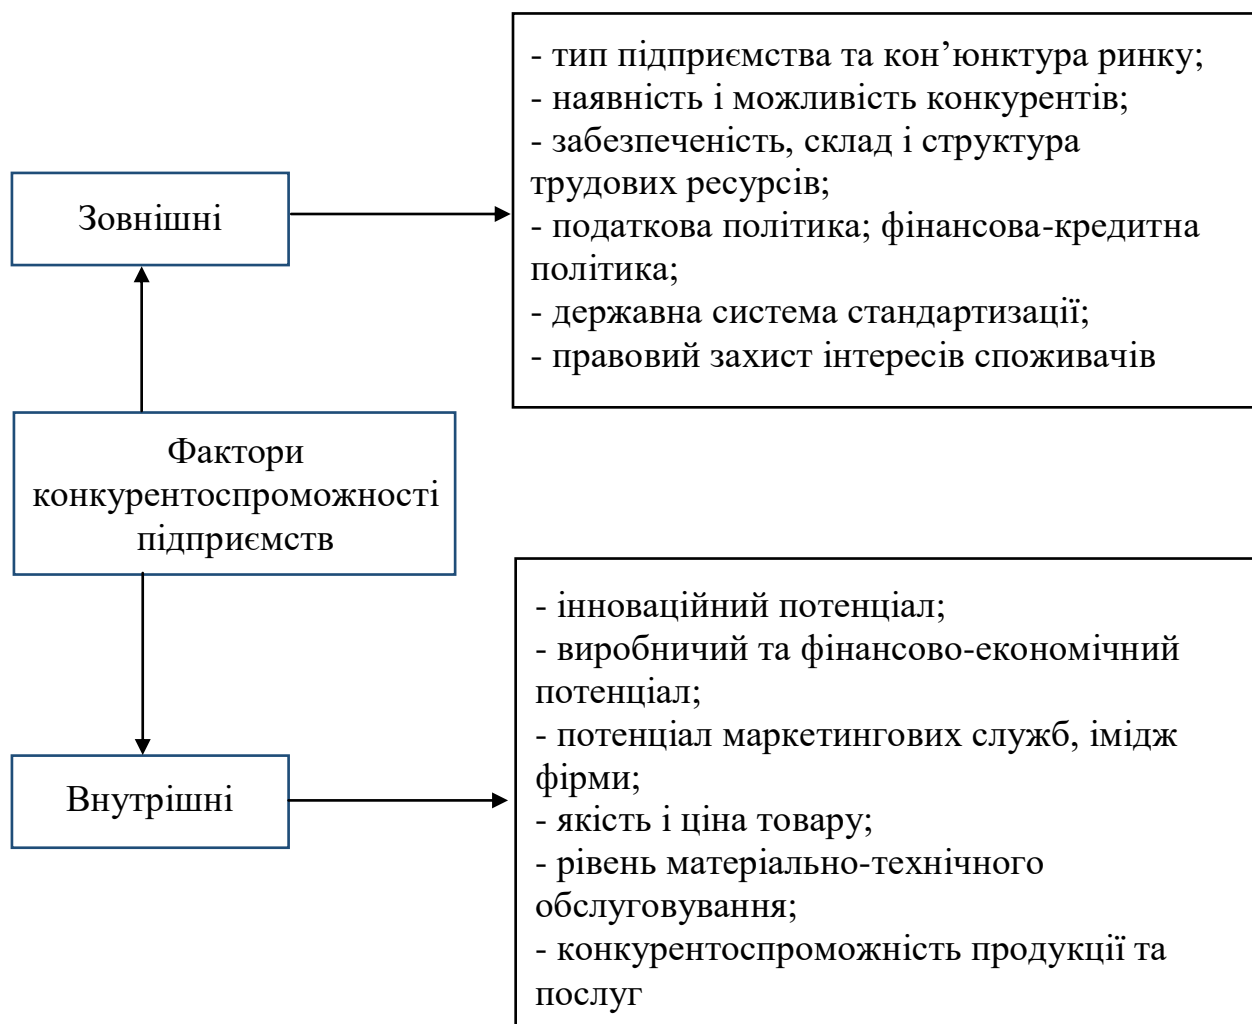 - тип підприємства та кон’юнктура ринку;
- наявність і можливість конкурентів;
- забезпеченість, склад і структура
трудових ресурсів;
- податкова політика; фінансова-кредитна
політика;
- державна система стандартизації;
- правовий захист інтересів споживачів
Зовнішні
Фактори
конкурентоспроможності
підприємств
Внутрішні
- інноваційний потенціал;
- виробничий та фінансово-економічний
потенціал;
- потенціал маркетингових служб, імідж
фірми;
- якість і ціна товару;
- рівень матеріально-технічного
обслуговування;
- конкурентоспроможність продукції та
послуг